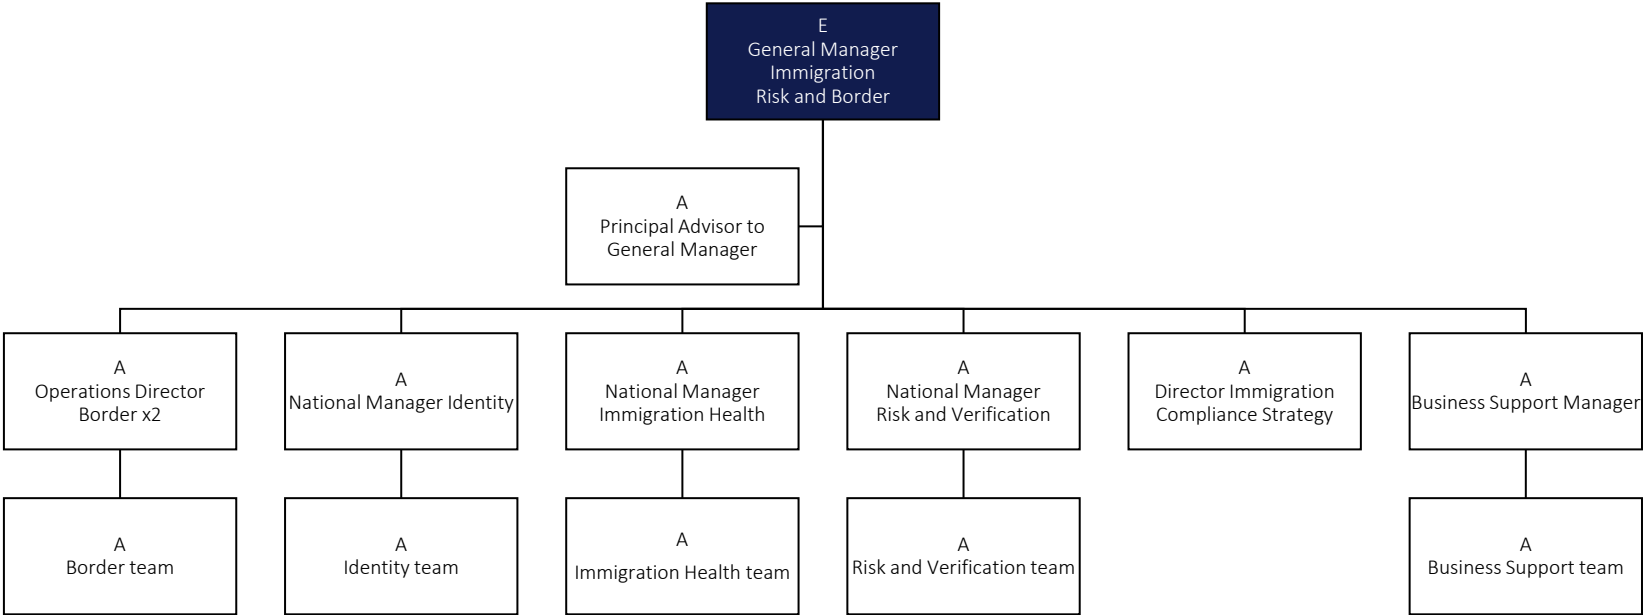 E
General Manager
Immigration
Risk and Border
A
Principal Advisor to
General Manager
A
Operations Director
Border x2
A
National Manager Identity
A
National Manager
Immigration Health
A
National Manager
Risk and Verification
A
Director Immigration
Compliance Strategy
A
Business Support Manager
A
Border team
A
Identity team
A
Immigration Health team
A
Risk and Verification team
A
Business Support team